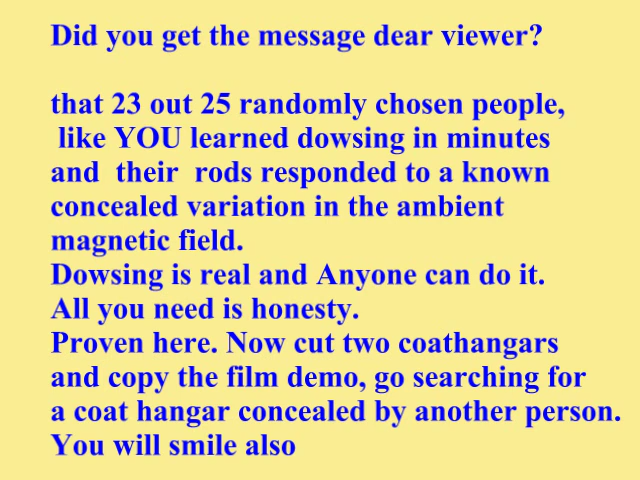 Did you get the message dear viewer?
that 23 out 25 randomly chosen people,
like YOU learned dowsing in minutes
and  their  rods responded to a known
concealed variation in the ambient
magnetic field.
Dowsing is real and Anyone can do it.
All you need is honesty.
Proven here. Now cut two coathangars
and copy the film demo, go searching for
a coat hangar concealed by another person.
You will smile also